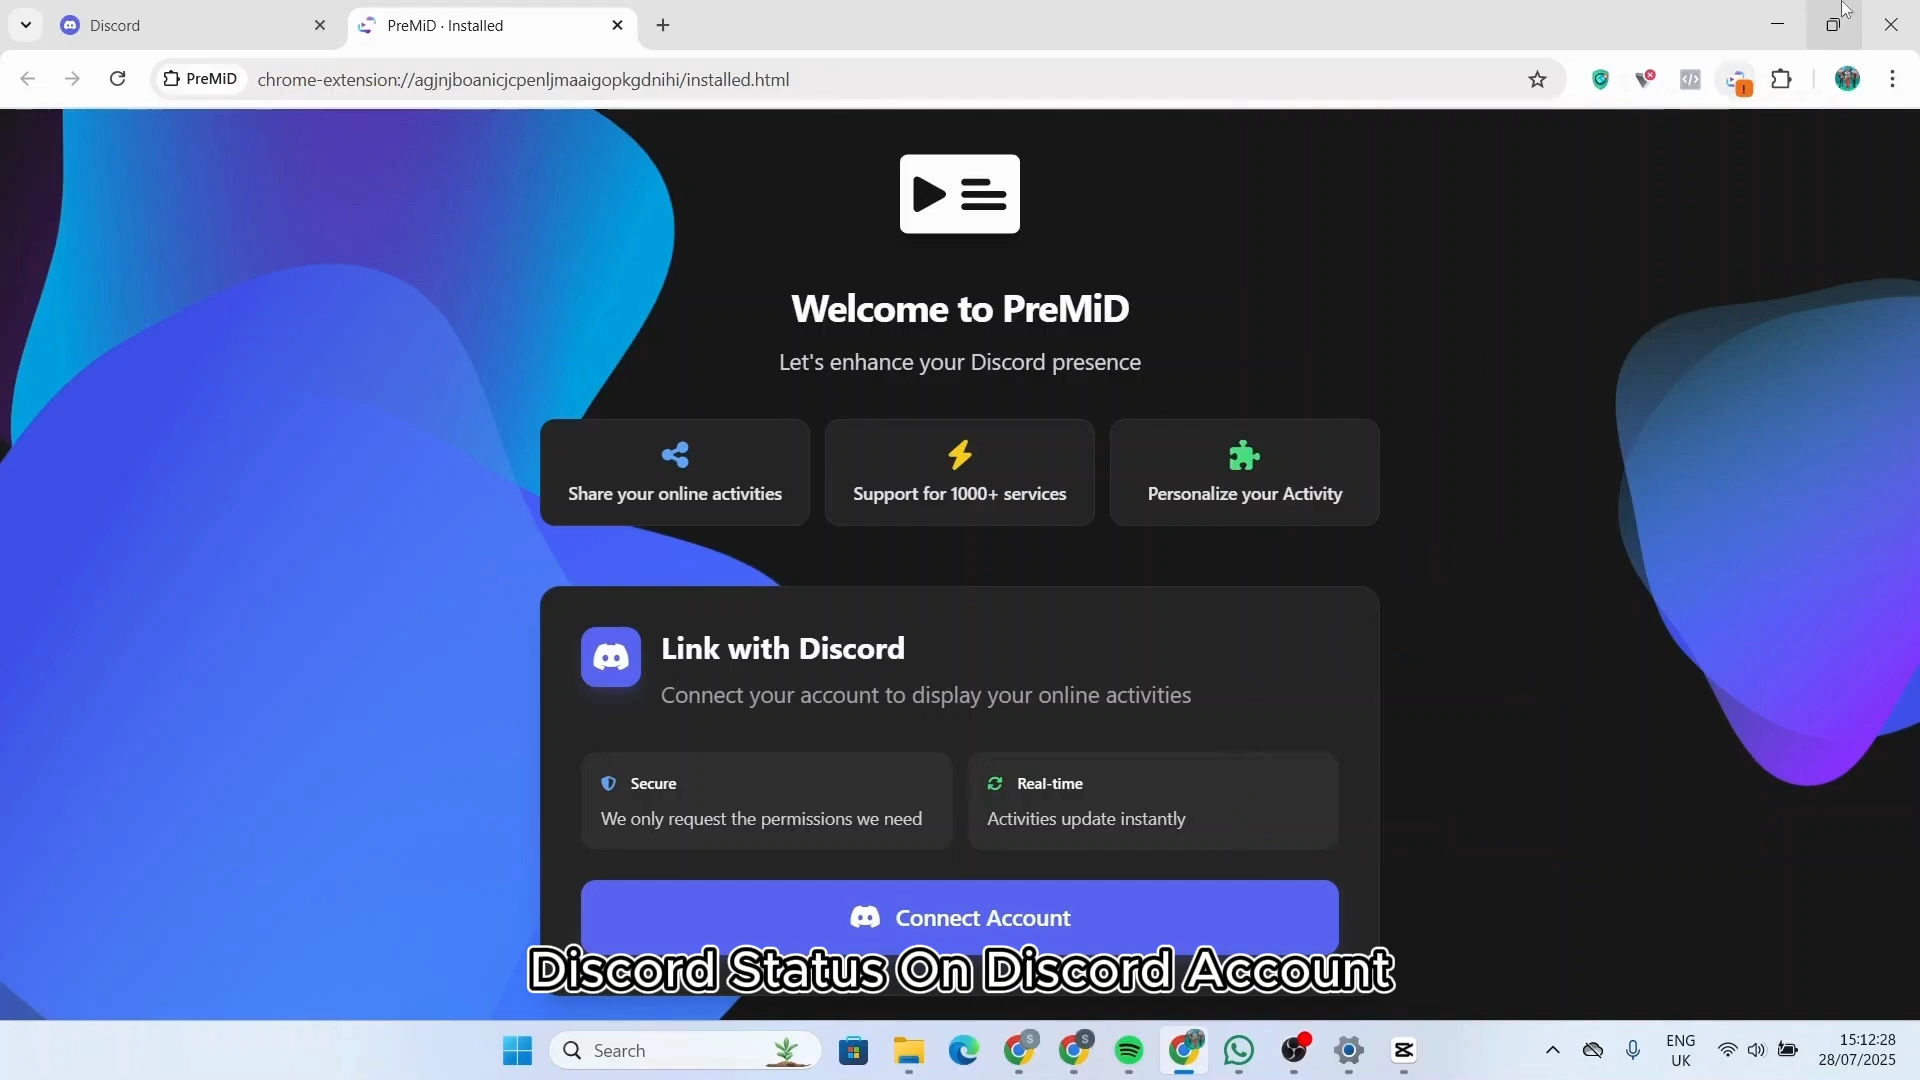 Discord
PreMiD · Installed
PreMiD
chrome-extension://agjnjboanicjcpenljmaaigopkgdnihi/installed.html
Welcome to PreMiD
Let's enhance your Discord presence
Share your online activities
Support for 1000+ services
Personalize your Activity
Link with Discord
Connect your account to display your online activities
Secure
We only request the permissions we need
Real-time
Activities update instantly
Connect Account
Discord Status On Discord Account
Search
S
S
ENG
UK
15:12:28
28/07/2025